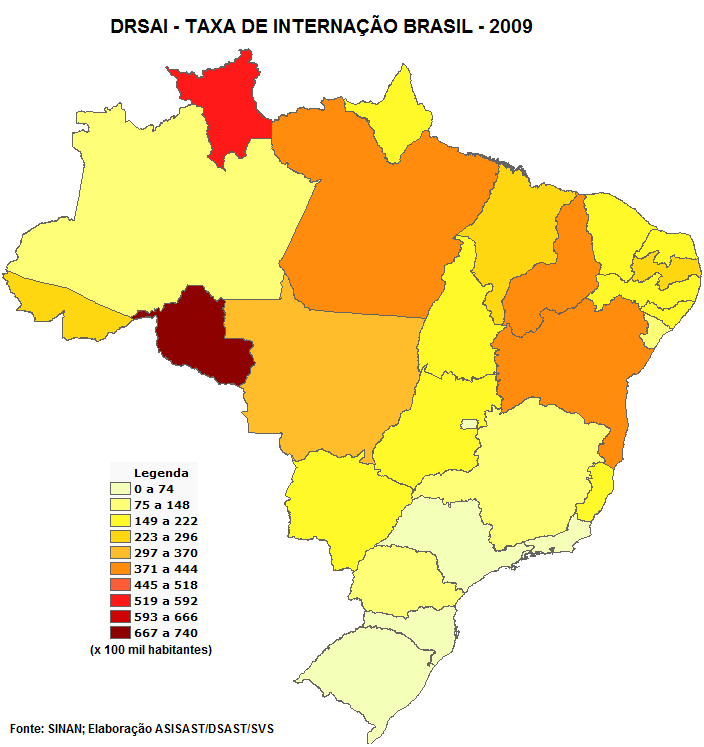 DRSAI - TAXA DE INTERNAÇÃO BRASIL - 2009
Legenda
0 a 74
75 a 148
149 a 222
223 a 296
297 a 370
371 a 444
445 a 518
519 a 592
593 a 666
667 a 740
(x 100 mil habitantes)
Fonte: SINAN; Elaboração ASISAST/DSAST/SVS